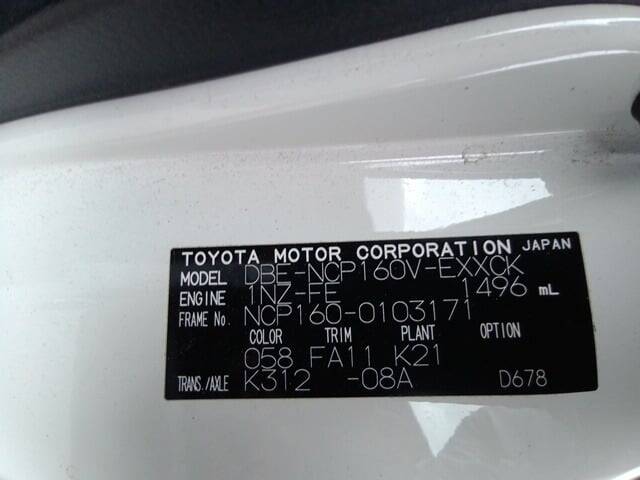 TOYOTA MOTOR CORPORATION JAPAN
MODEL DBE-NCP160V-EXXCK
ENGINE 1NZ-FE 1496 mL
FRAME No. NCP160-0103171
COLOR TRIM PLANT OPTION
058 FA11 K21
TRANS./AXLE K312 -08A D678